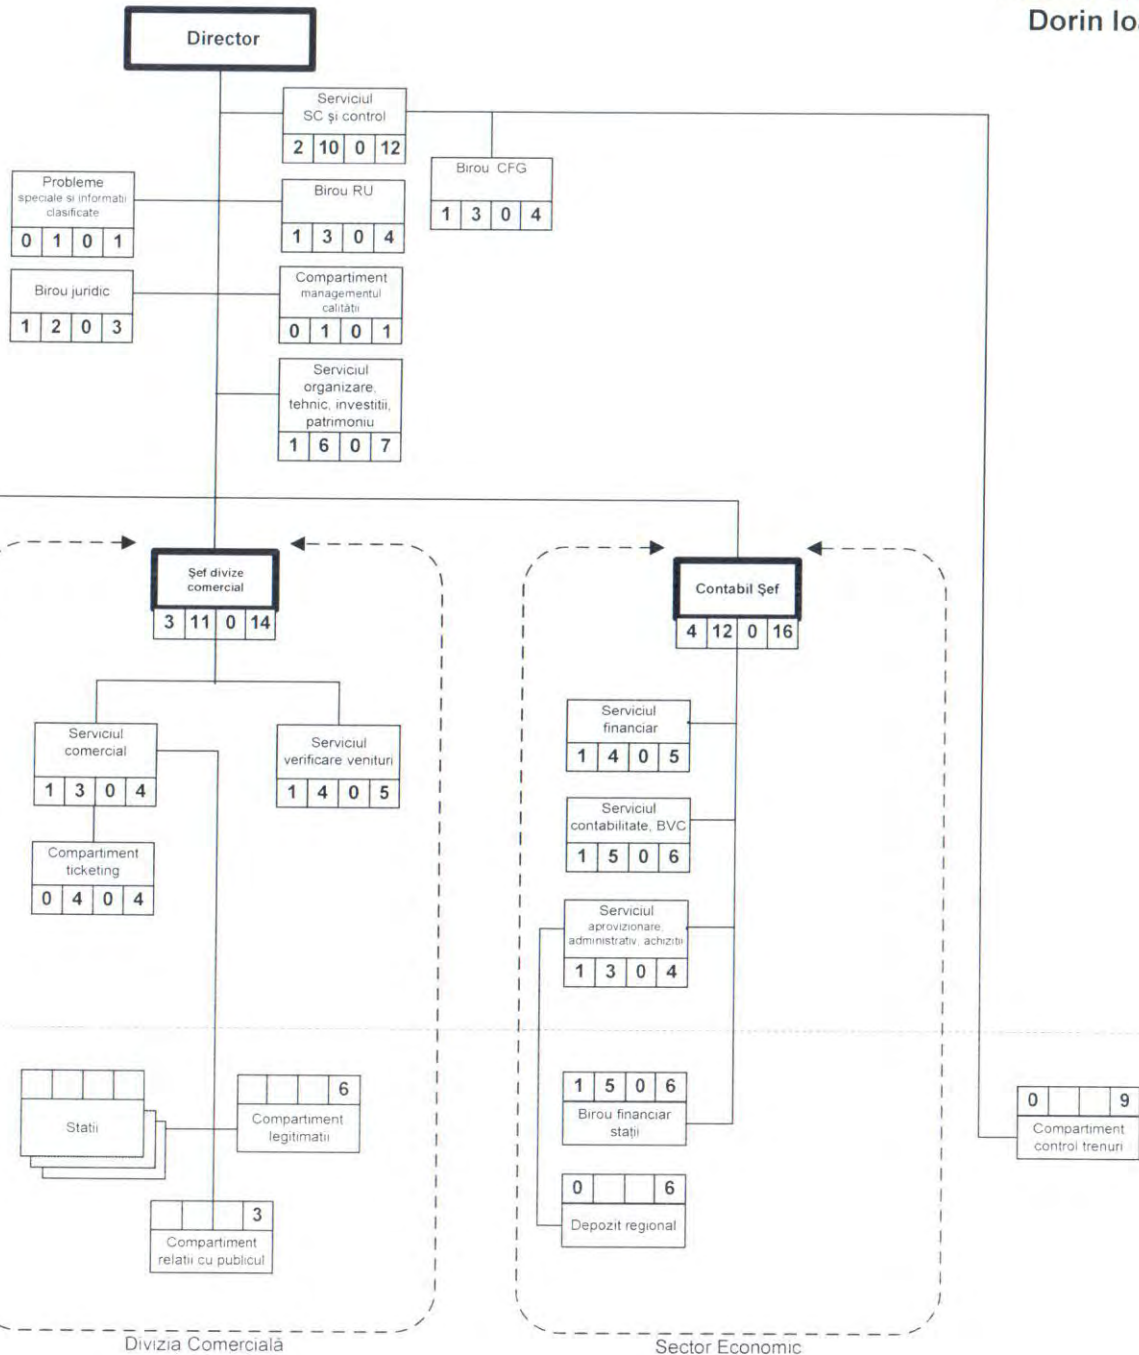 Dorin Io
Director
Serviciul
SC și control
2 10 0 12
Birou CFG
1 3 0 4
Probleme
speciale si informatii
clasificate
0 1 0 1
Birou RU
1 3 0 4
Birou juridic
1 2 0 3
Compartiment
managementul
calității
0 1 0 1
Serviciul
organizare,
tehnic, investitii,
patrimoniu
1 6 0 7
Șef divize
comercial
3 11 0 14
Contabil Șef
4 12 0 16
Serviciul
comercial
1 3 0 4
Serviciul
verificare venituri
1 4 0 5
Compartiment
ticketing
0 4 0 4
Serviciul
financiar
1 4 0 5
Serviciul
contabilitate, BVC
1 5 0 6
Serviciul
aprovizionare,
administrativ, achizitii
1 3 0 4
Statii
6
Compartiment
legitimatii
3
Compartiment
relatii cu publicul
1 5 0 6
Birou financiar
stații
0 6
Depozit regional
0 9
Compartiment
control trenuri
Divizia Comercială
Sector Economic